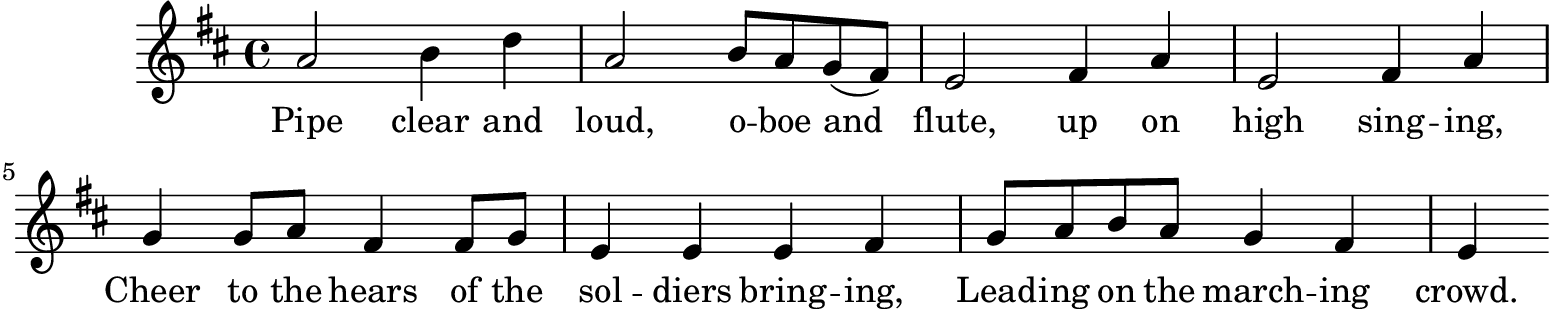 Pipe clear and loud, o -- boe and flute, up on high sing -- ing,
5
Cheer to the hears of the sol -- diers bring -- ing, Leading on the march -- ing crowd.